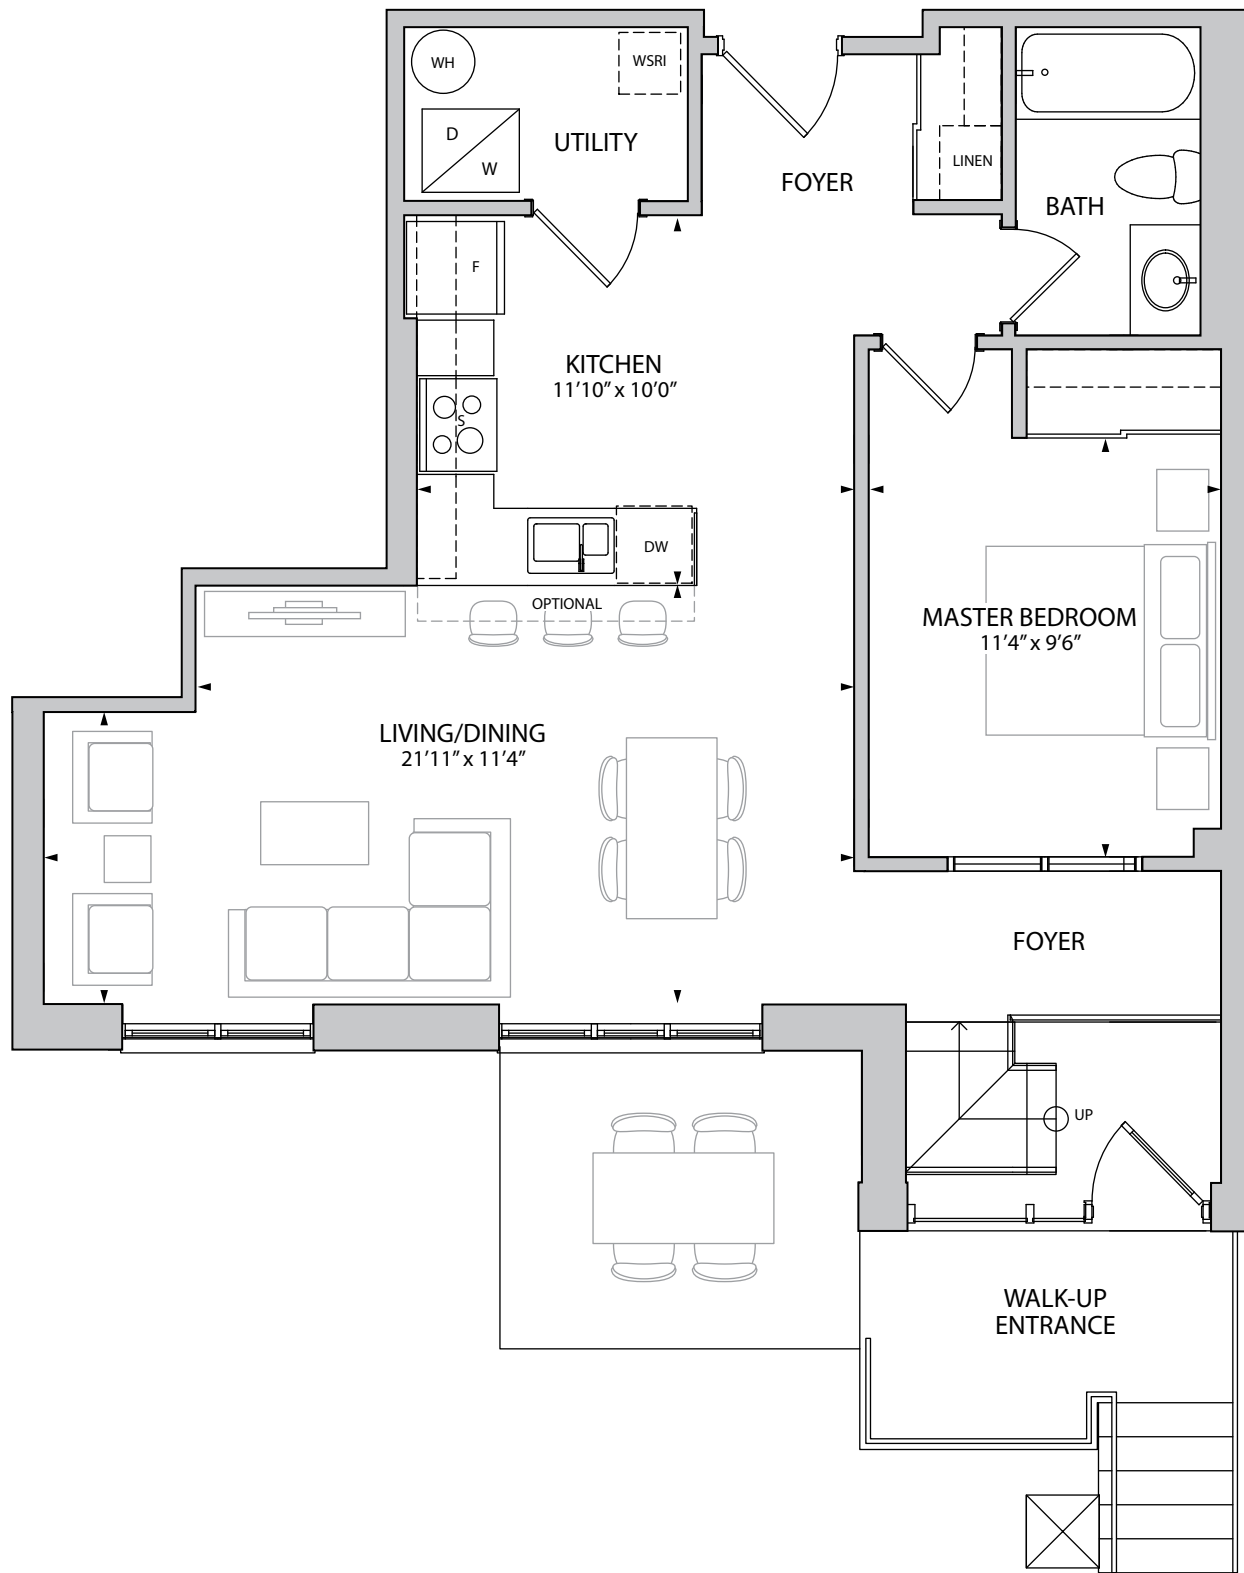 WH
WSRI
D
W
UTILITY
FOYER
LINEN
BATH
F
KITCHEN
11’10” x 10’0”
S
DW
OPTIONAL
MASTER BEDROOM
11’4” x 9’6”
LIVING/DINING
21’11” x 11’4”
FOYER
UP
WALK-UP
ENTRANCE